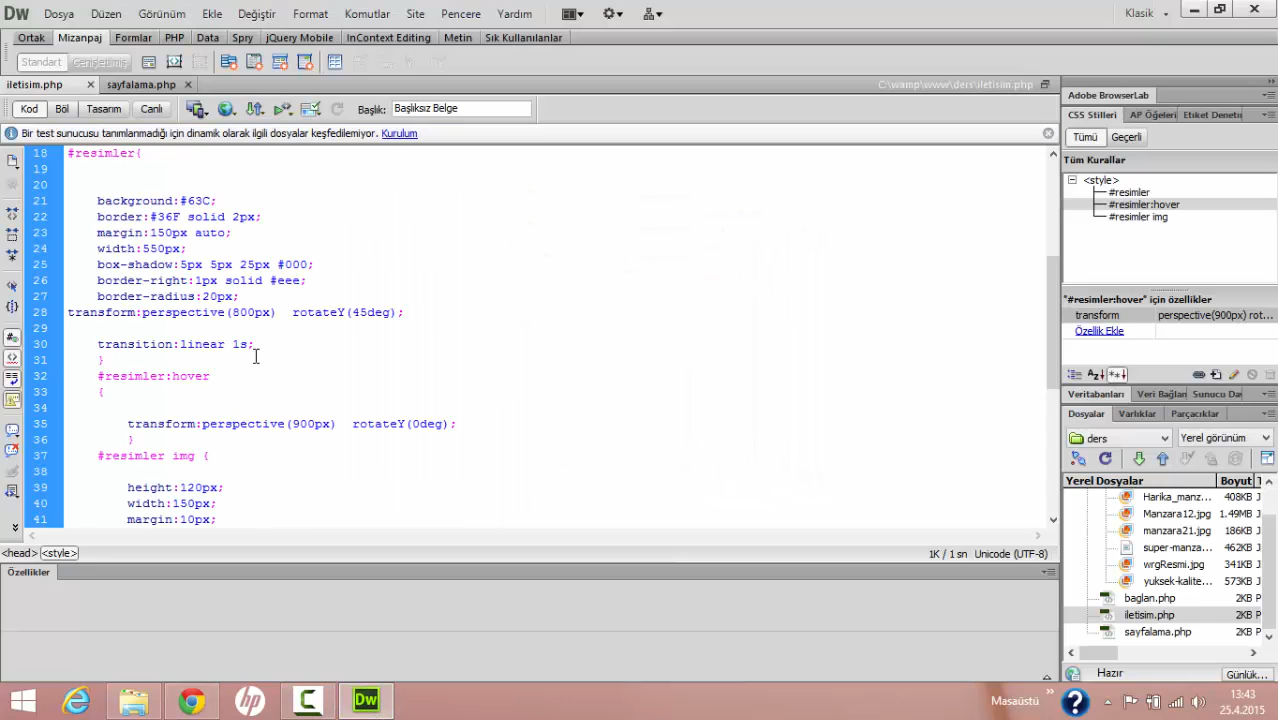 Dw Dosya Düzen Görünüm Ekle Değiştir Format Komutlar Site Pencere Yardım Klasik
Ortak Mizanpaj Formlar PHP Data Spry jQuery Mobile InContext Editing Metin Sık Kullanılanlar
Standart Genişletilmiş
iletisim.php sayfalama.php C:\wamp\www\ders\iletisim.php
Kod Böl Tasarım Canlı Başlık: Başlıksız Belge
Bir test sunucusu tanımlanmadığı için dinamik olarak ilgili dosyalar keşfedilemiyor. Kurulum
18 #resimler{
19
20
21 background:#63C;
22 border:#36F solid 2px;
23 margin:150px auto;
24 width:550px;
25 box-shadow:5px 5px 25px #000;
26 border-right:1px solid #eee;
27 border-radius:20px;
28 transform:perspective(800px) rotateY(45deg);
29
30 transition:linear 1s;
31 }
32 #resimler:hover
33 {
34
35 transform:perspective(900px) rotateY(0deg);
36 }
37 #resimler img {
38
39 height:120px;
40 width:150px;
41 margin:10px;
<head> <style> 1K / 1 sn Unicode (UTF-8)
Özellikler
Adobe BrowserLab
CSS Stilleri AP Öğeleri Etiket Denetn
Tümü Geçerli
Tüm Kurallar
<style>
#resimler
#resimler:hover
#resimler img
"#resimler:hover" için özellikler
transform perspective(900px) rot...
Özellik Ekle
Veritabanları Veri Bağlan Sunucu Da
Dosyalar Varlıklar Parçacıklar
ders Yerel görünüm
Yerel Dosyalar Boyut T
Harika_manz... 408KB J
Manzara12.jpg 1.49MB J
manzara21.jpg 186KB J
super-manza... 462KB J
wrgResmi.jpg 341KB J
yuksek-kalite... 573KB J
baglan.php 2KB P
iletisim.php 2KB P
sayfalama.php 2KB P
Hazır Günlük...
Masaüstü
13:43
25.4.2015